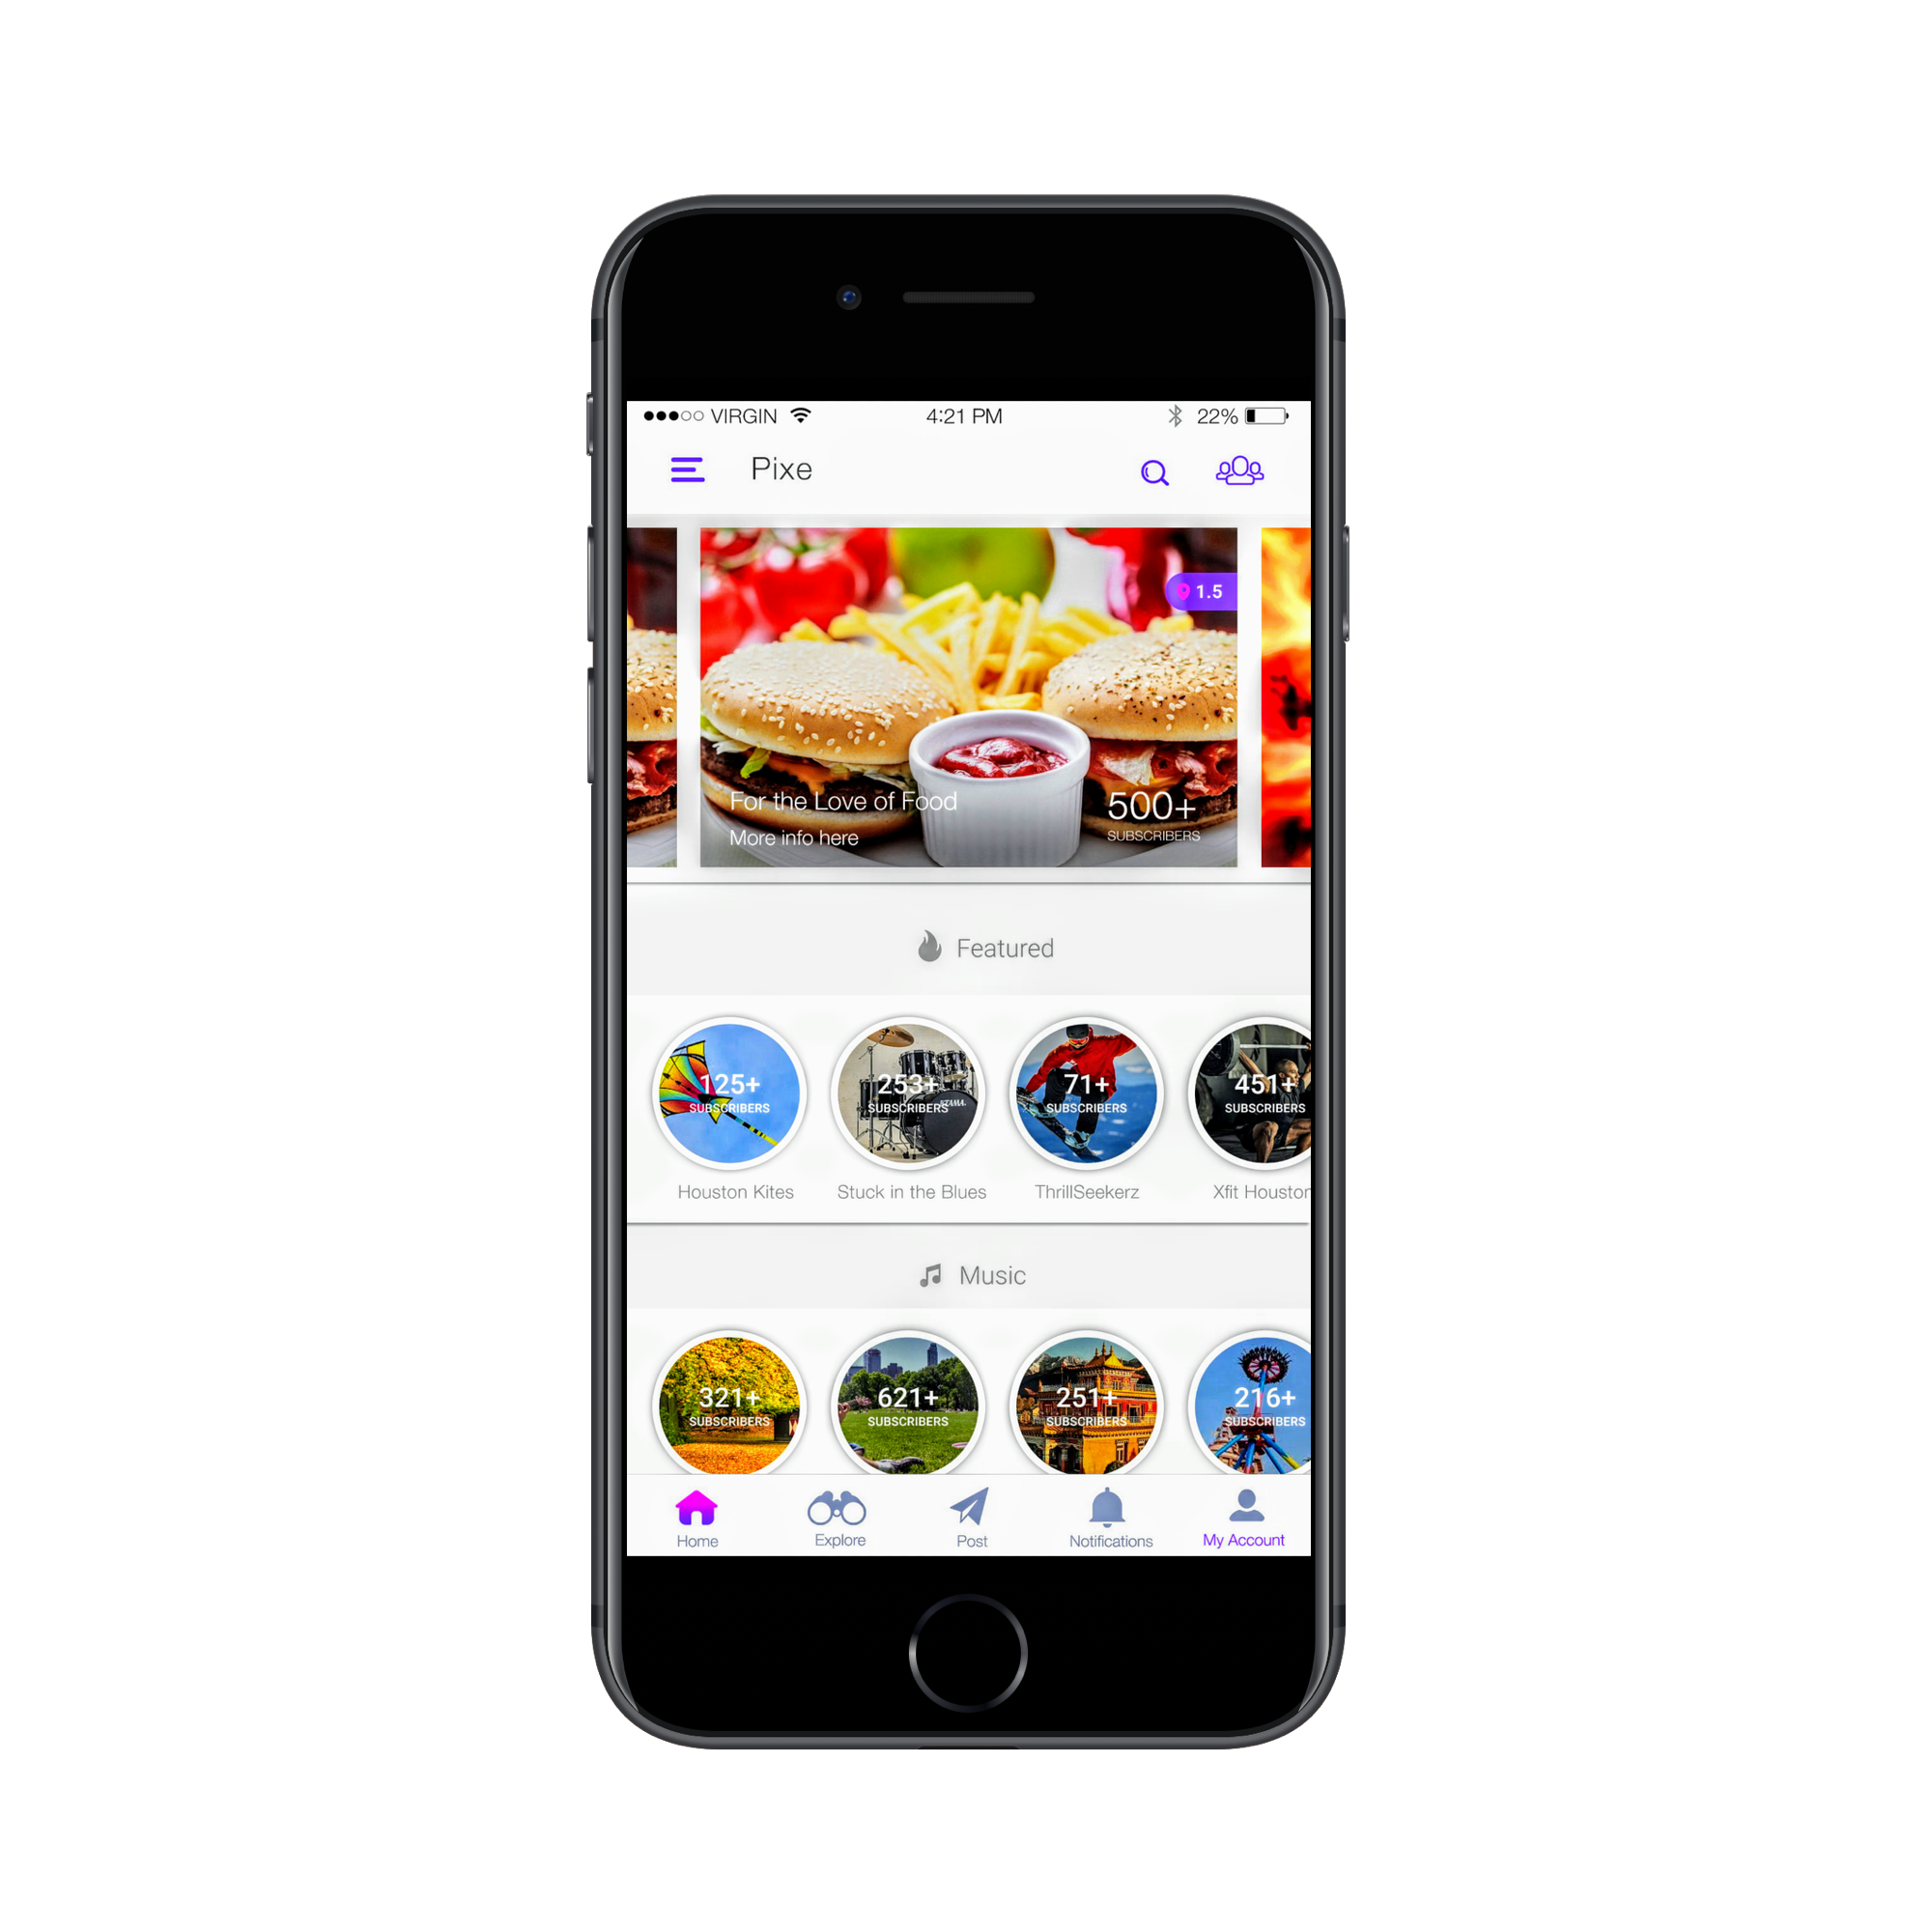 VIRGIN 4:21 PM 22%
Pixe
1.5
For the Love of Food
More info here
500+
SUBSCRIBERS
Featured
125+ 253+ 71+ 451+
SUBSCRIBERS SUBSCRIBERS SUBSCRIBERS SUBSCRIBERS
TAMA.
Houston Kites Stuck in the Blues ThrillSeekerz Xfit Houston
Music
321+ 621+ 251+ 216+
SUBSCRIBERS SUBSCRIBERS SUBSCRIBERS SUBSCRIBERS
Home Explore Post Notifications My Account